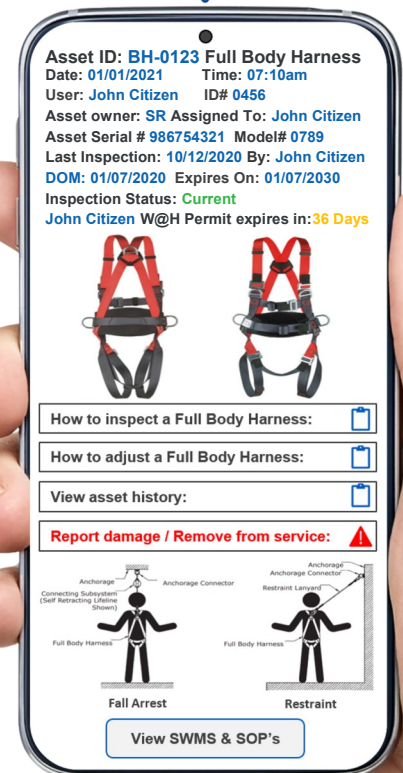 Asset ID: BH-0123 Full Body Harness
Date: 01/01/2021 Time: 07:10am
User: John Citizen ID# 0456
Asset owner: SR Assigned To: John Citizen
Asset Serial # 986754321 Model# 0789
Last Inspection: 10/12/2020 By: John Citizen
DOM: 01/07/2020 Expires On: 01/07/2030
Inspection Status: Current
John Citizen W@H Permit expires in:36 Days
How to inspect a Full Body Harness:
How to adjust a Full Body Harness:
View asset history:
Report damage / Remove from service:
Anchorage
Anchorage Connector
Connecting Subsystem
(Self Retracting Lifeline
Shown)
Full Body Harness
Fall Arrest
Anchorage
Anchorage Connector
Restraint Lanyard
Full Body Harness
Restraint
View SWMS & SOP's